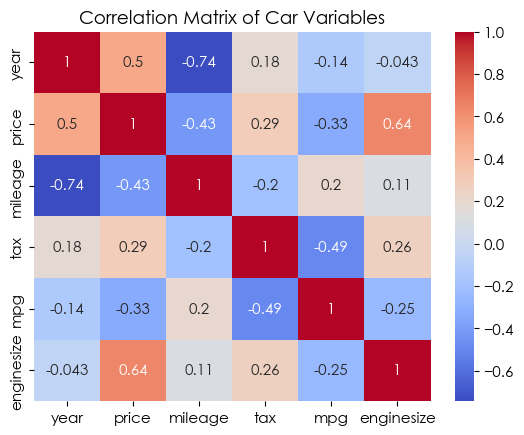 Correlation Matrix of Car Variables
year 1 0.5 -0.74 0.18 -0.14 -0.043
price 0.5 1 -0.43 0.29 -0.33 0.64
mileage -0.74 -0.43 1 -0.2 0.2 0.11
tax 0.18 0.29 -0.2 1 -0.49 0.26
mpg -0.14 -0.33 0.2 -0.49 1 -0.25
enginesize -0.043 0.64 0.11 0.26 -0.25 1
year price mileage tax mpg enginesize
1.0
0.8
0.6
0.4
0.2
0.0
−0.2
−0.4
−0.6